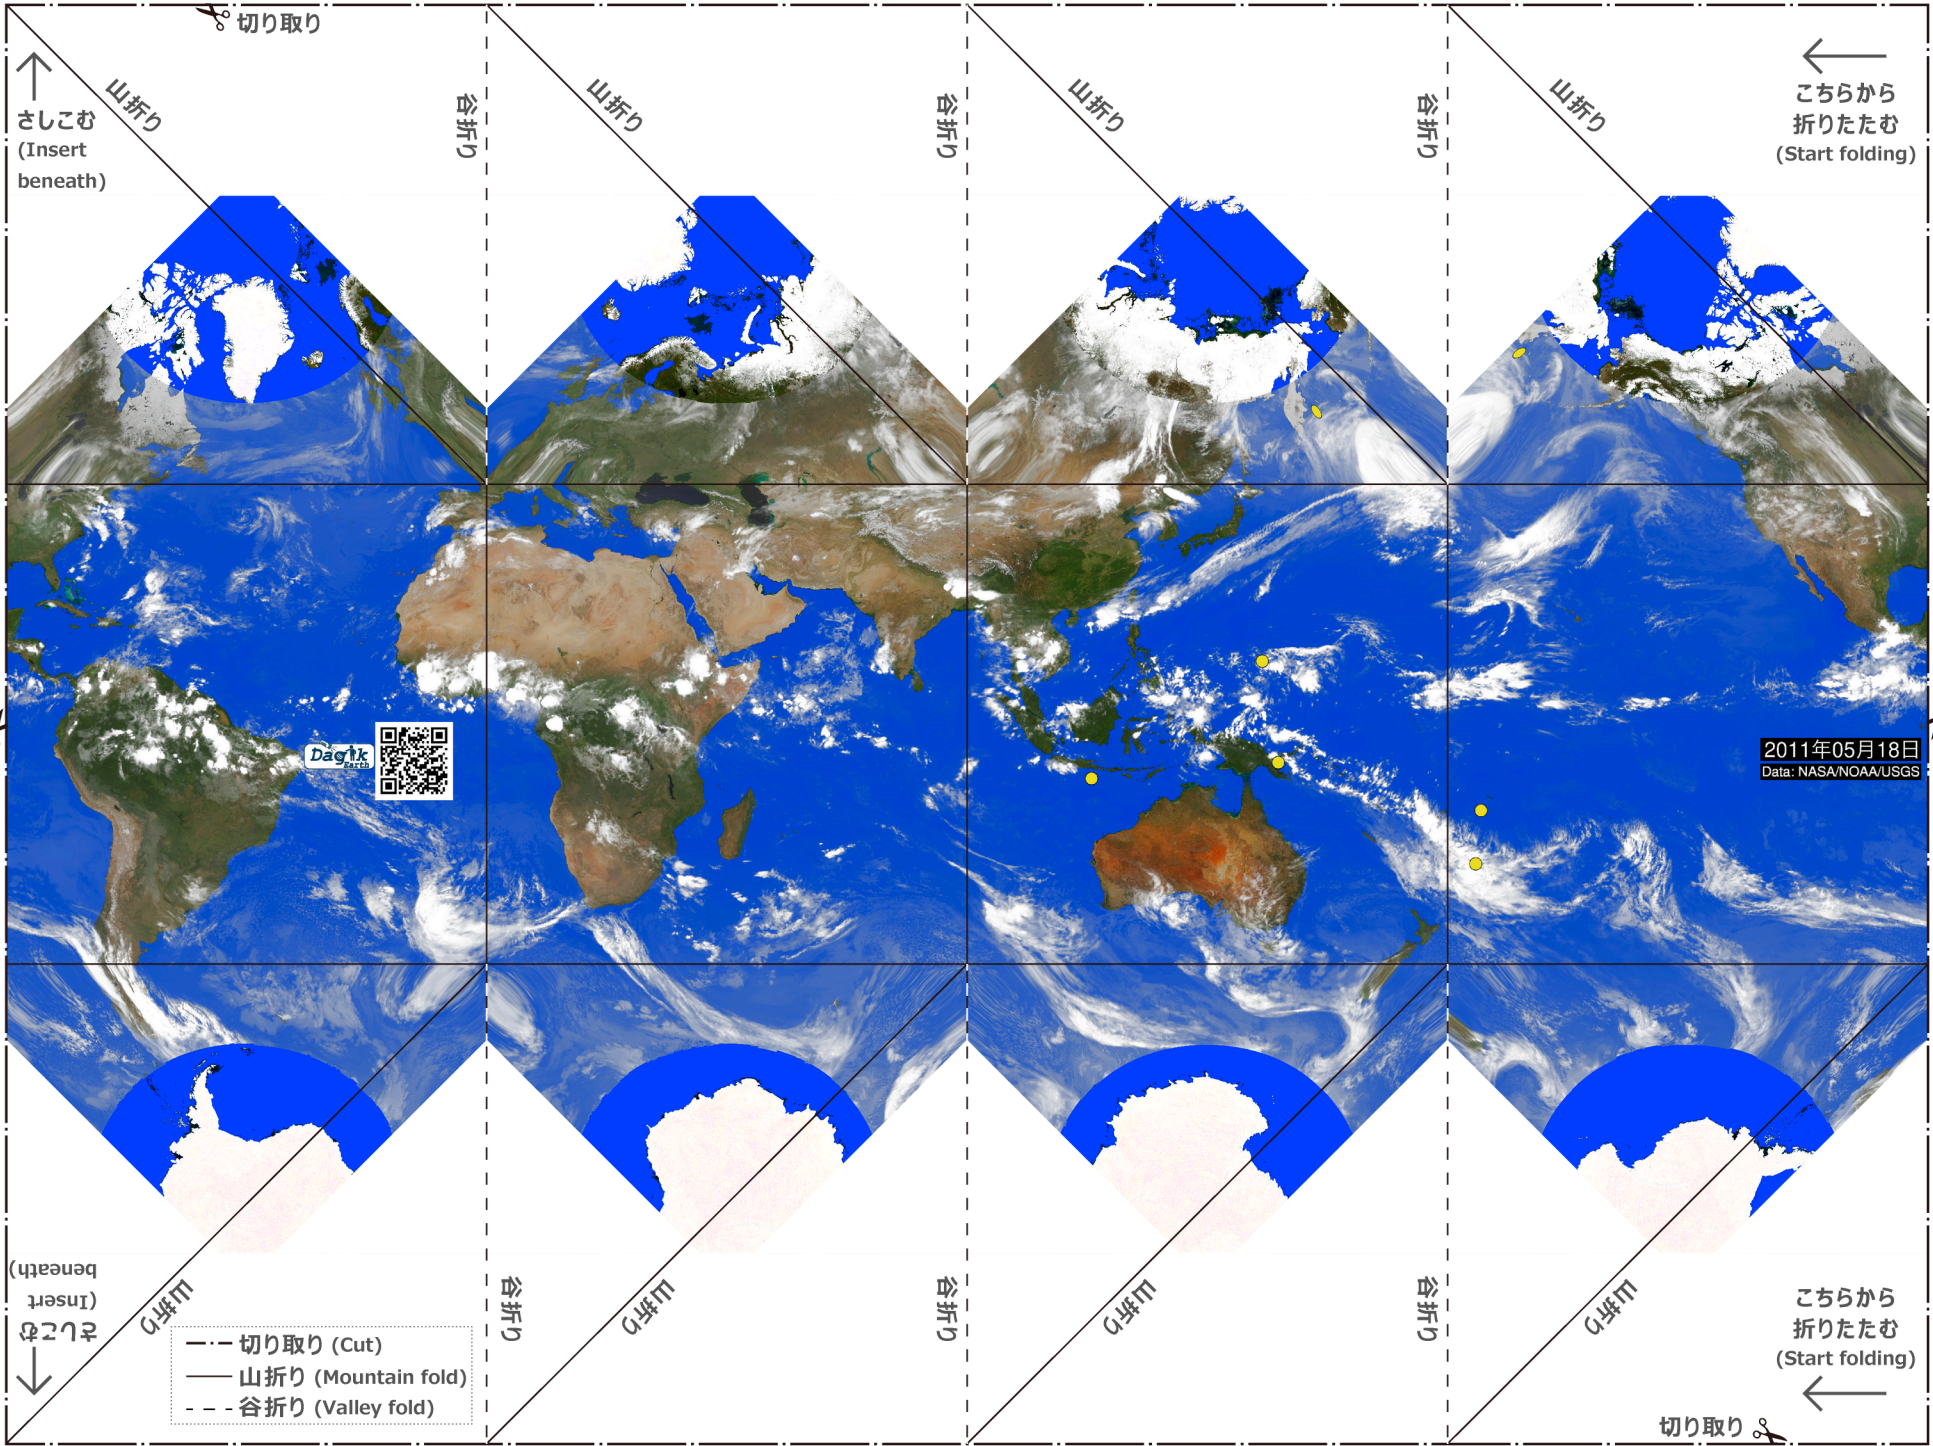 切り取り
山折り
谷折り
山折り
谷折り
山折り
谷折り
山折り
さしこむ
(Insert
beneath)
こちらから
折りたたむ
(Start folding)
Dagik
Earth
2011年05月18日
Data: NASA/NOAA/USGS
さしこむ
(Insert
beneath)
山折り
谷折り
山折り
谷折り
山折り
谷折り
山折り
こちらから
折りたたむ
(Start folding)
切り取り (Cut)
山折り (Mountain fold)
谷折り (Valley fold)
切り取り